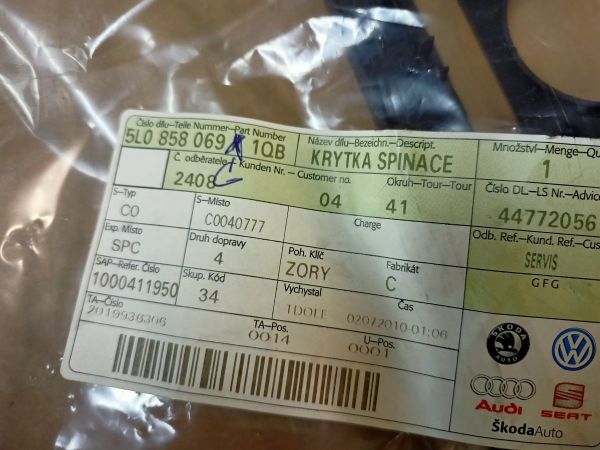 Číslo dílu–Teile Nummer–Part Number
5L0 858 069 1QB
Název dílu–Bezeichn.–Descript.
KRYTKA SPINACE
Množství–Menge–Qu
1
Č. odběratele Kunden Nr. – Customer no.
2408 04
Okruh–Tour–Tour
41
Číslo DL–LS Nr.–Advice
44772056
S–Typ
C0
S–Místo
C0040777
Charge
Odb. Ref.–Kund. Ref.–Cus
SERVIS
GFG
Exp. Místo
SPC
Druh dopravy
4
Poh. Klíč
ZORY
Fabrikát
C
SAP–Refer. Číslo
1000411950
Skup. Kód
34
Vychystal
TDOLE
Čas
02072010-01:06
TA–Číslo
2019936306
TA–Pos.
0014
U–Pos.
0001
SKODA
AUTO
Audi
SEAT
ŠkodaAuto